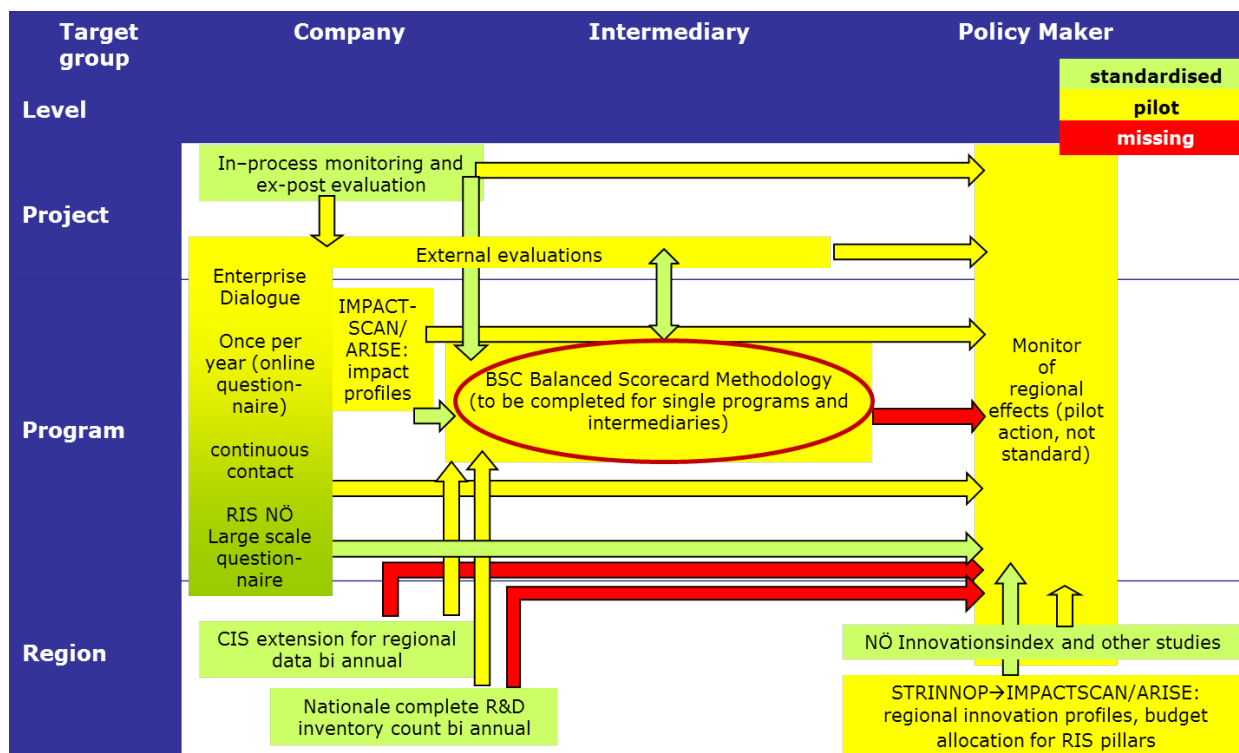 Target
group
Company
Intermediary
Policy Maker
standardised
pilot
missing
Level
Project
In–process monitoring and
ex-post evaluation
External evaluations
Enterprise
Dialogue
Once per
year (online
question-
naire)
continuous
contact
RIS NÖ
Large scale
question-
naire
IMPACT-
SCAN/
ARISE:
impact
profiles
Program
BSC Balanced Scorecard Methodology
(to be completed for single programs and
intermediaries)
Monitor
of
regional
effects (pilot
action, not
standard)
Region
CIS extension for regional
data bi annual
Nationale complete R&D
inventory count bi annual
NÖ Innovationsindex and other studies
STRINNOP→IMPACTSCAN/ARISE:
regional innovation profiles, budget
allocation for RIS pillars